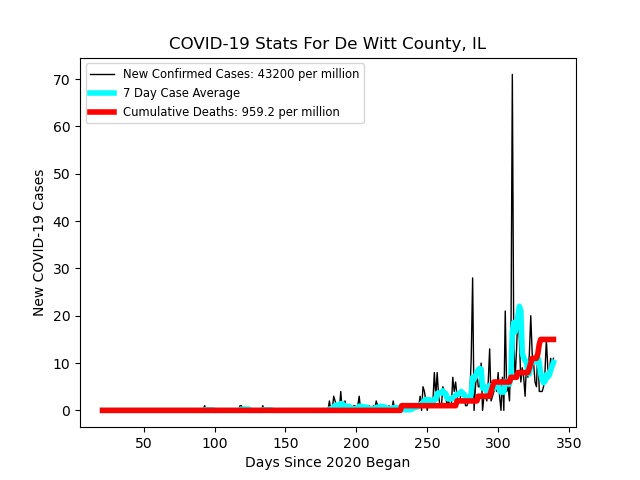 COVID-19 Stats For De Witt County, IL
New Confirmed Cases: 43200 per million
7 Day Case Average
Cumulative Deaths: 959.2 per million
70
60
50
40
30
20
10
0
New COVID-19 Cases
50 100 150 200 250 300 350
Days Since 2020 Began